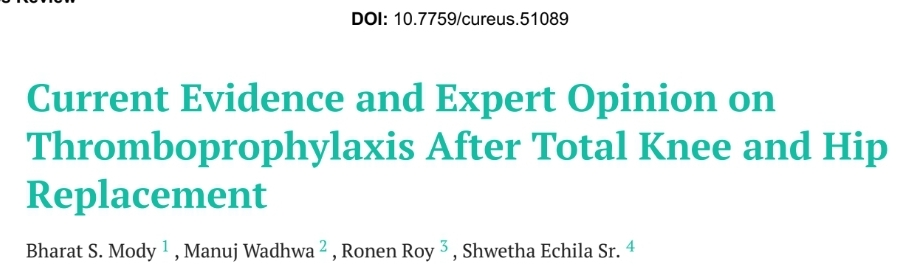 DOI: 10.7759/cureus.51089
Current Evidence and Expert Opinion on
Thromboprophylaxis After Total Knee and Hip
Replacement
Bharat S. Mody 1 , Manuj Wadhwa 2 , Ronen Roy 3 , Shwetha Echila Sr. 4